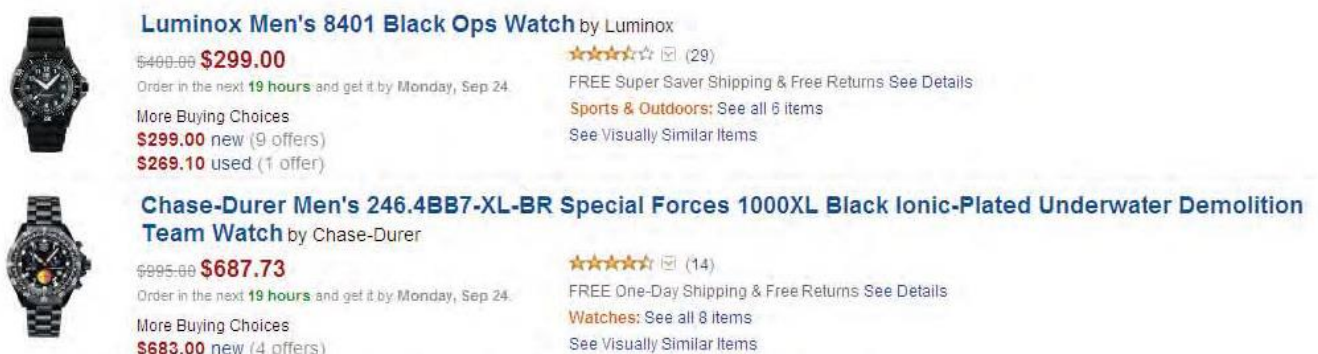 Luminox Men's 8401 Black Ops Watch by Luminox
$400.00 $299.00
Order in the next 19 hours and get it by Monday, Sep 24.
More Buying Choices
$299.00 new (9 offers)
$269.10 used (1 offer)
(29)
FREE Super Saver Shipping & Free Returns See Details
Sports & Outdoors: See all 6 items
See Visually Similar Items
Chase-Durer Men's 246.4BB7-XL-BR Special Forces 1000XL Black Ionic-Plated Underwater Demolition
Team Watch by Chase-Durer
$995.00 $687.73
Order in the next 19 hours and get it by Monday, Sep 24.
More Buying Choices
$683.00 new (4 offers)
(14)
FREE One-Day Shipping & Free Returns See Details
Watches: See all 8 items
See Visually Similar Items